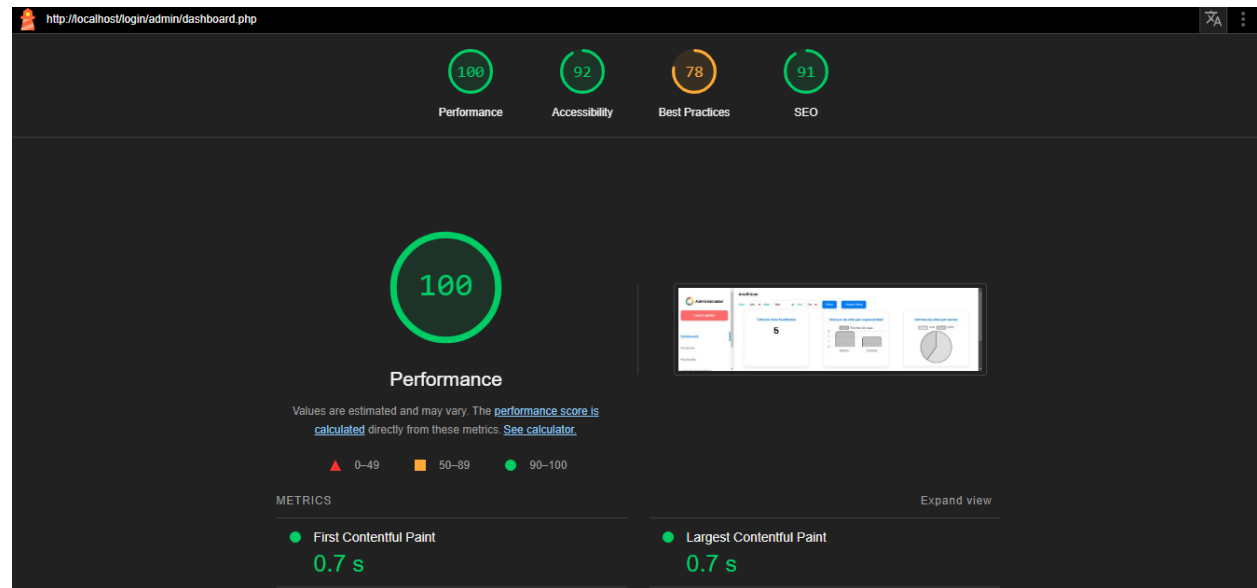 http://localhost/login/admin/dashboard.php
100
92
78
91
Performance
Accessibility
Best Practices
SEO
100
Performance
Values are estimated and may vary. The performance score is
calculated directly from these metrics. See calculator.
0–49
50–89
90–100
Administrador
5
METRICS
Expand view
First Contentful Paint
0.7 s
Largest Contentful Paint
0.7 s